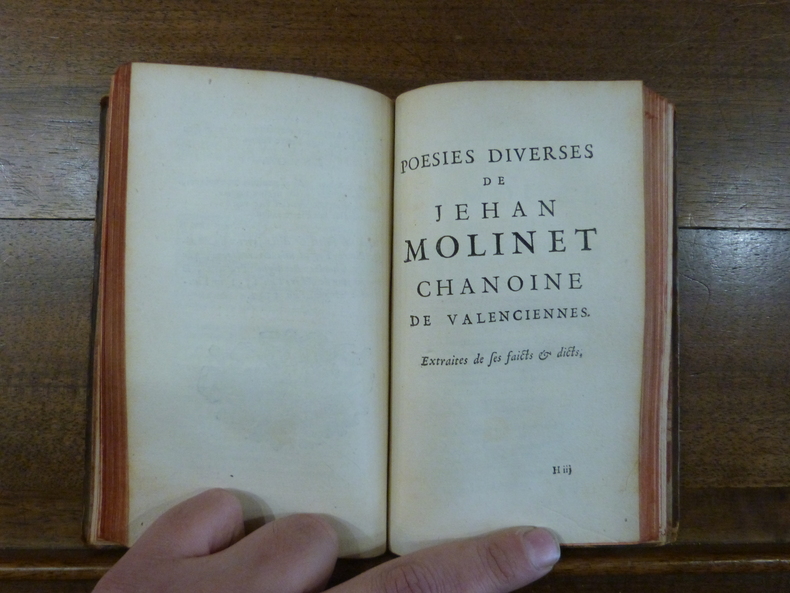 POESIES DIVERSES
DE
JEHAN
MOLINET
CHANOINE
DE VALENCIENNES.
Extraites de ſes faicts & dicts,
H iij